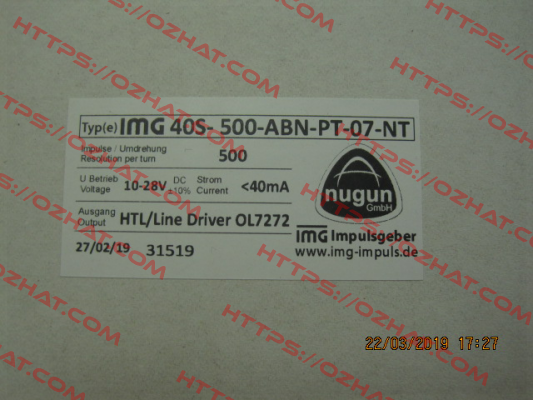 Typ(e) IMG 40S- 500-ABN-PT-07-NT
Impulse / Umdrehung
Resolution per turn
500
U Betrieb
Voltage
10-28V DC ±10%
Strom
Current
<40mA
Ausgang
Output
HTL/Line Driver OL7272
27/02/19 31519
nugun
GmbH
IMG Impulsgeber
www.img-impuls.de
22/03/2019 17:27
HTTPS://OZHAT.COM